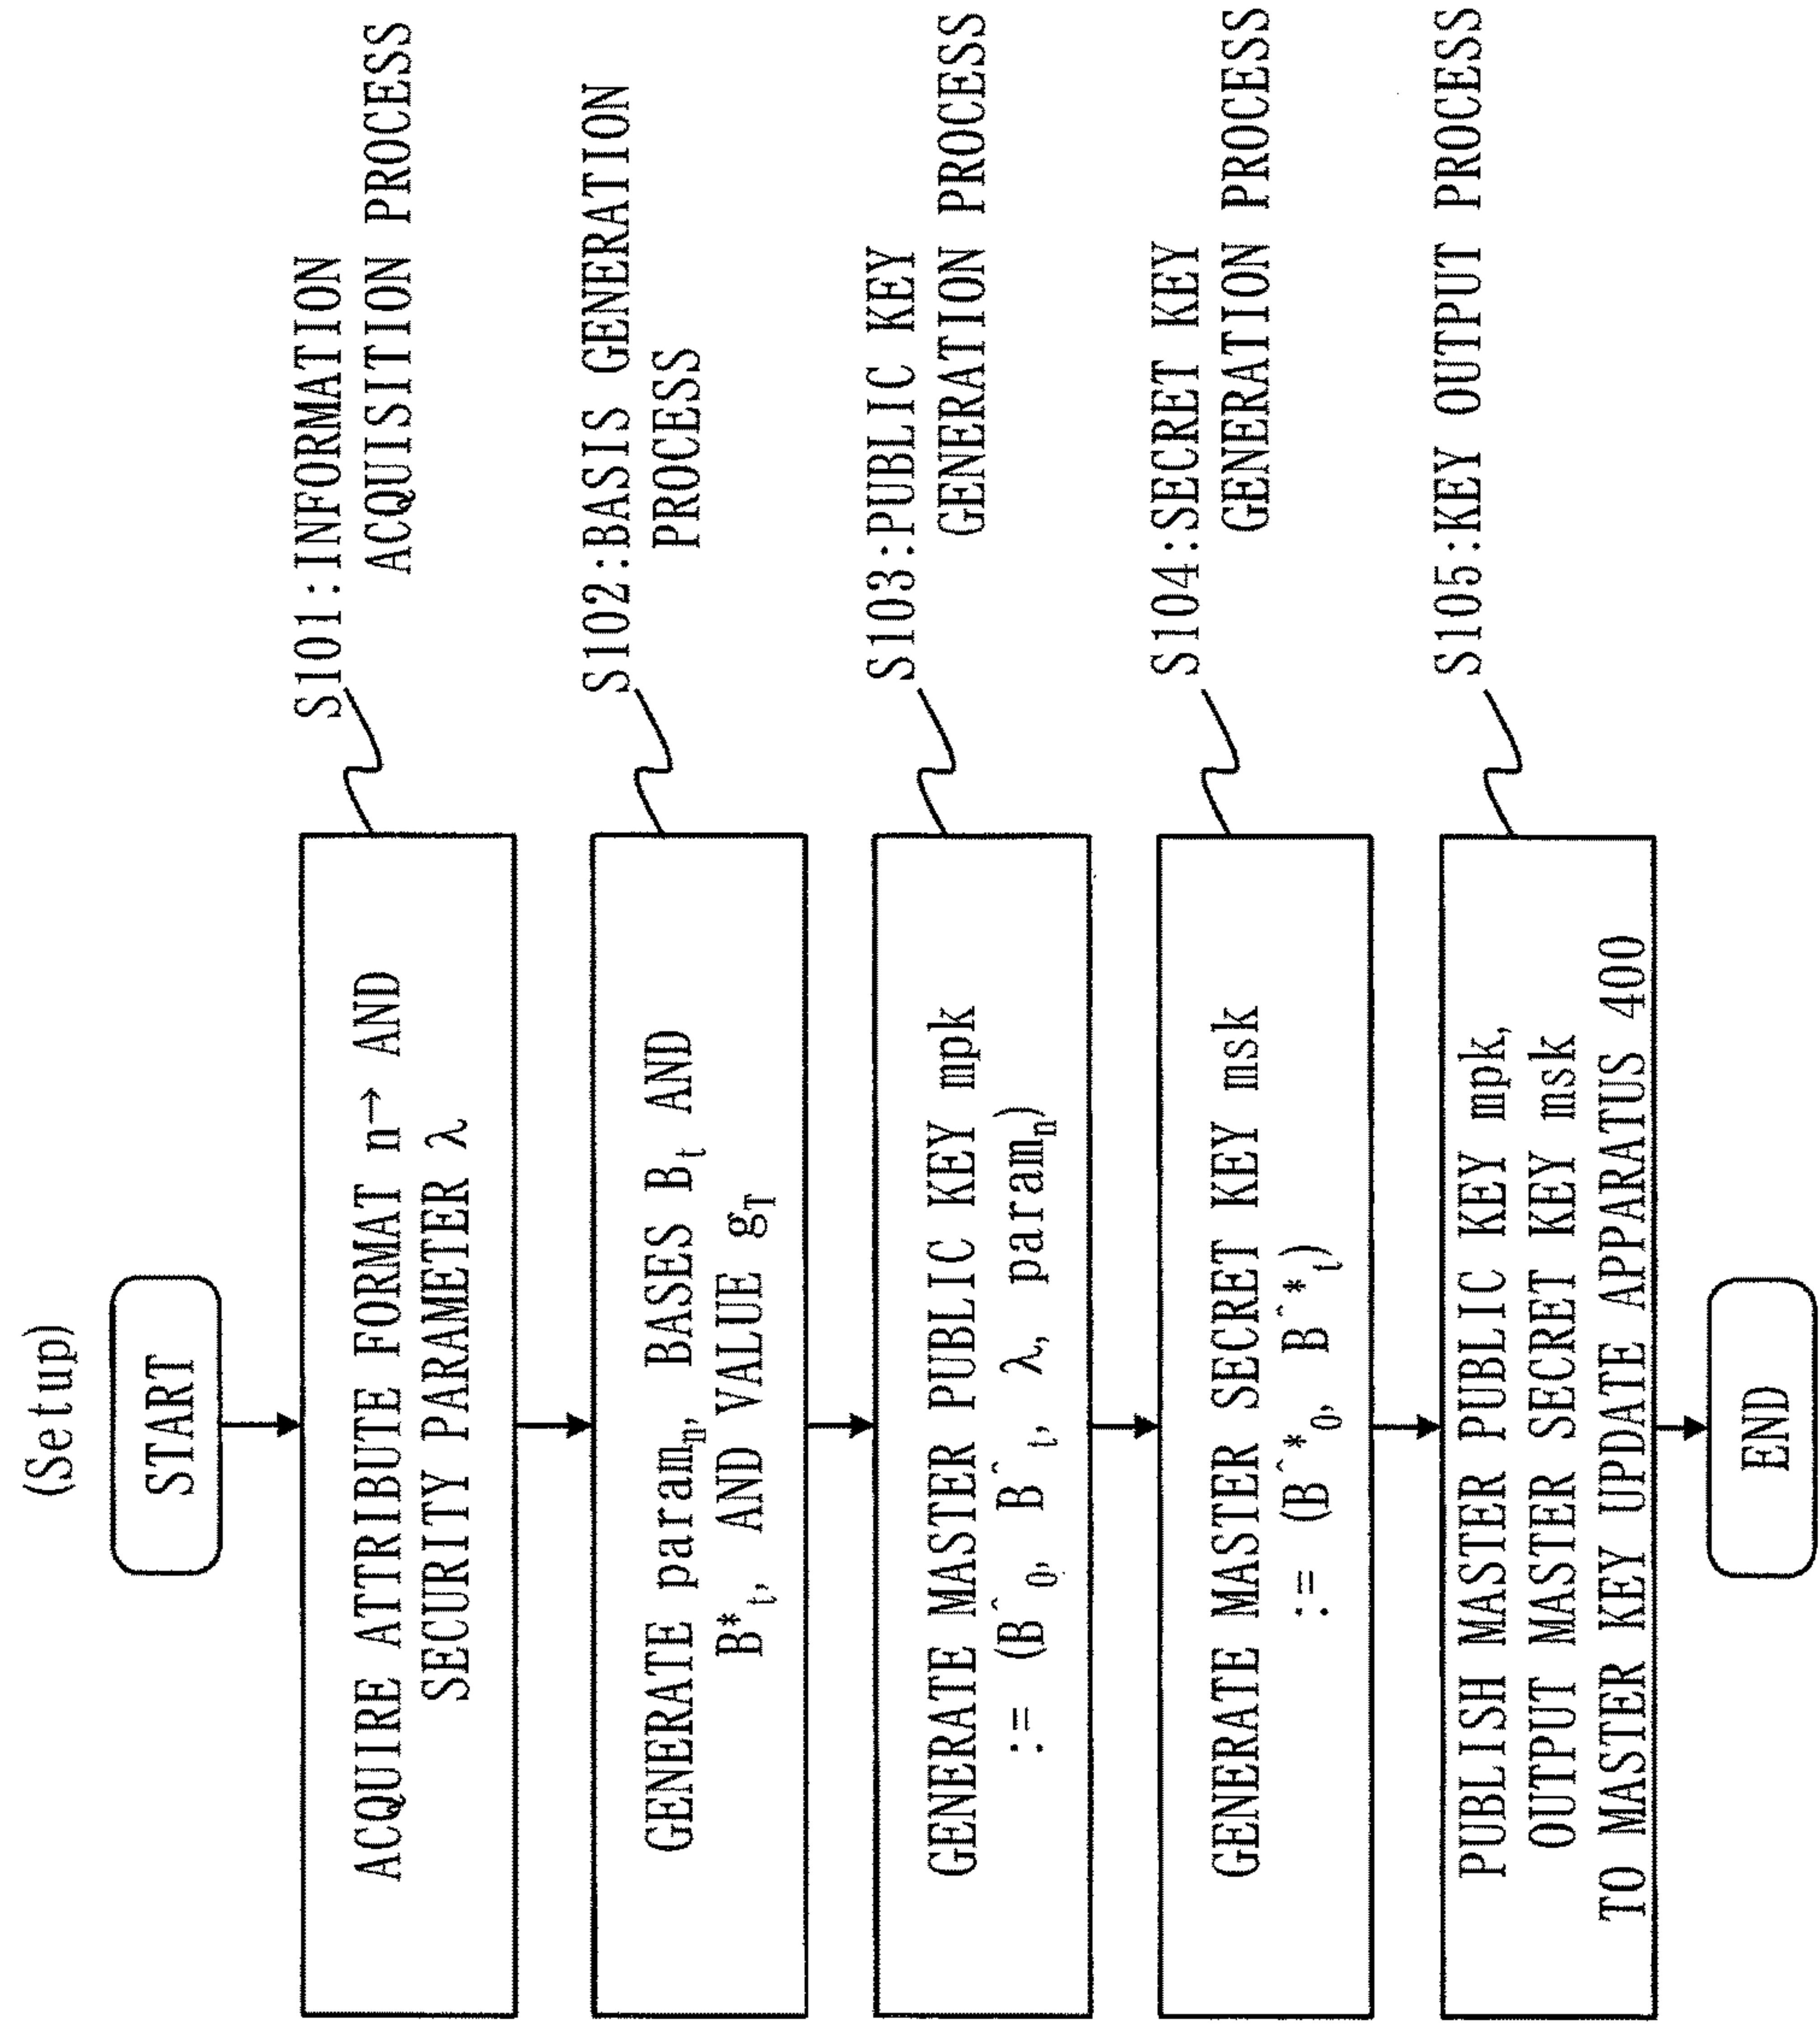 (Setup)
START
ACQUIRE ATTRIBUTE FORMAT n→ AND
SECURITY PARAMETER λ
S101:INFORMATION
ACQUISITION PROCESS
GENERATE paramₙ, BASES Bₜ AND
B*ₜ, AND VALUE g_T
S102:BASIS GENERATION
PROCESS
GENERATE MASTER PUBLIC KEY mpk
:= (B^₀, B^ₜ, λ, paramₙ)
S103:PUBLIC KEY
GENERATION PROCESS
GENERATE MASTER SECRET KEY msk
:= (B^*₀, B^*ₜ)
S104:SECRET KEY
GENERATION PROCESS
PUBLISH MASTER PUBLIC KEY mpk,
OUTPUT MASTER SECRET KEY msk
TO MASTER KEY UPDATE APPARATUS 400
S105:KEY OUTPUT PROCESS
END